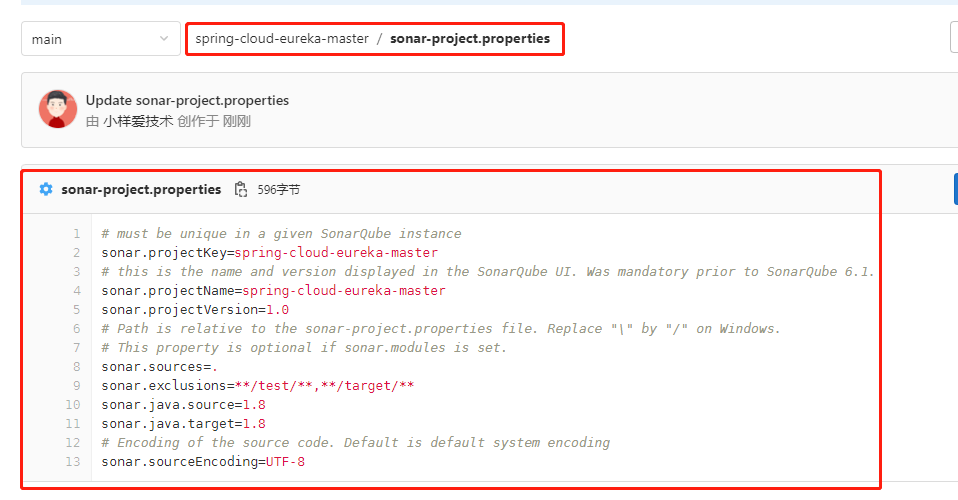 main
spring-cloud-eureka-master / sonar-project.properties
Update sonar-project.properties
由 小样爱技术 创作于 刚刚
sonar-project.properties 596字节
1 # must be unique in a given SonarQube instance
2 sonar.projectKey=spring-cloud-eureka-master
3 # this is the name and version displayed in the SonarQube UI. Was mandatory prior to SonarQube 6.1.
4 sonar.projectName=spring-cloud-eureka-master
5 sonar.projectVersion=1.0
6 # Path is relative to the sonar-project.properties file. Replace "\" by "/" on Windows.
7 # This property is optional if sonar.modules is set.
8 sonar.sources=.
9 sonar.exclusions=**/test/**,**/target/**
10 sonar.java.source=1.8
11 sonar.java.target=1.8
12 # Encoding of the source code. Default is default system encoding
13 sonar.sourceEncoding=UTF-8